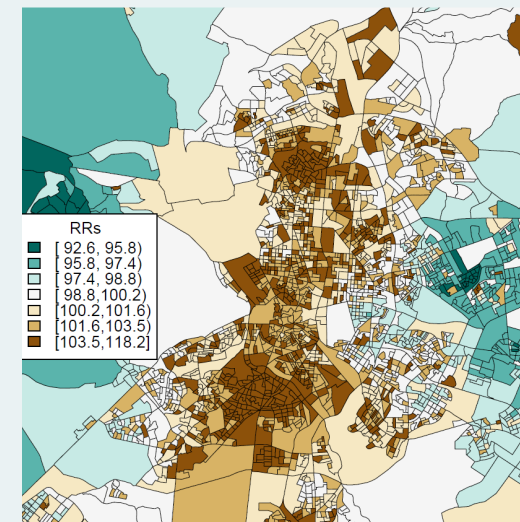 RRs
[ 92.6, 95.8)
[ 95.8, 97.4)
[ 97.4, 98.8)
[ 98.8,100.2)
[100.2,101.6)
[101.6,103.5)
[103.5,118.2]